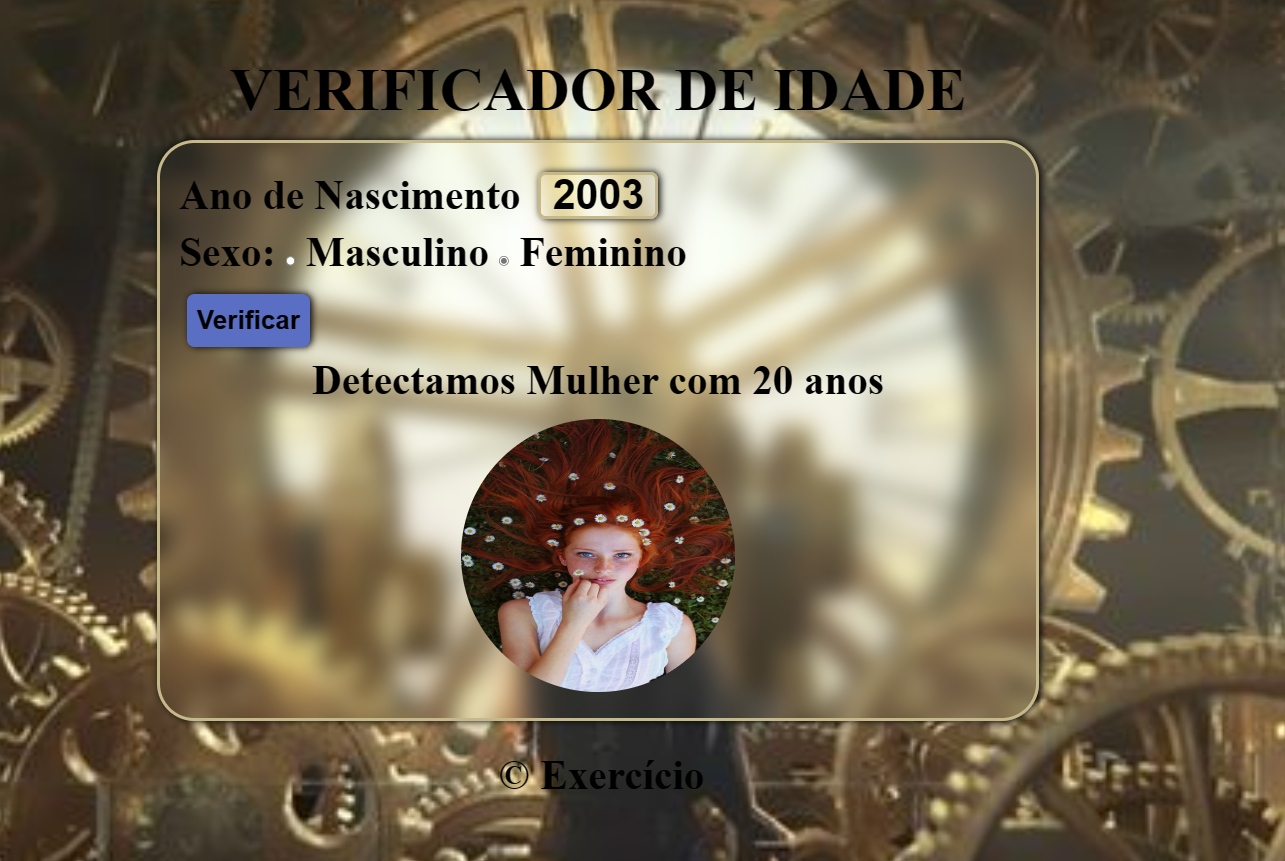 VERIFICADOR DE IDADE
Ano de Nascimento 2003
Sexo: Masculino Feminino
Verificar
Detectamos Mulher com 20 anos
© Exercício